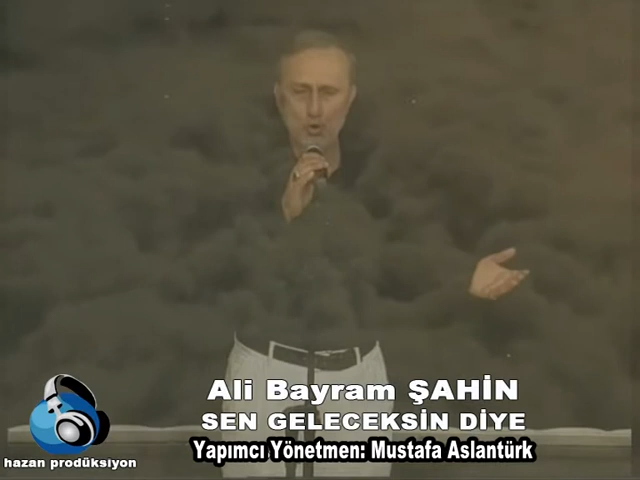 Ali Bayram ŞAHİN
SEN GELECEKSİN DİYE
Yapımcı Yönetmen: Mustafa Aslantürk
hazan prodüksiyon